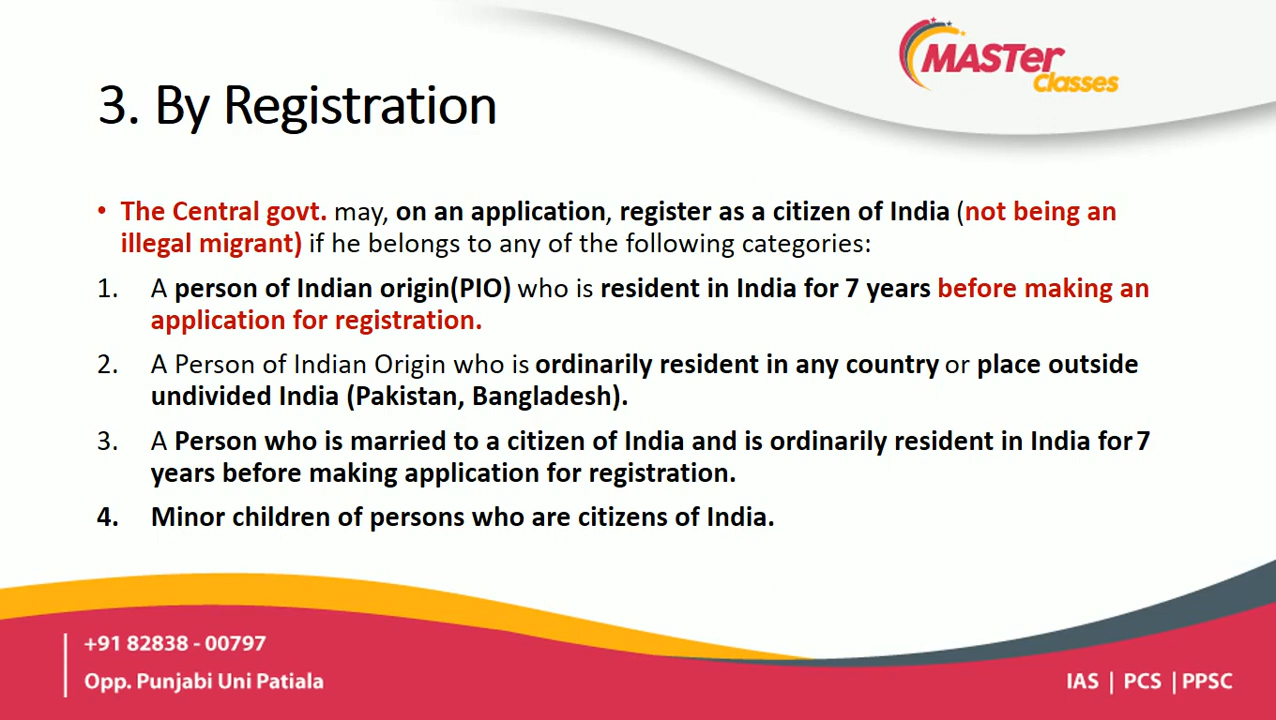 MASTer
Classes
3. By Registration
• The Central govt. may, on an application, register as a citizen of India (not being an
illegal migrant) if he belongs to any of the following categories:
1. A person of Indian origin(PIO) who is resident in India for 7 years before making an
application for registration.
2. A Person of Indian Origin who is ordinarily resident in any country or place outside
undivided India (Pakistan, Bangladesh).
3. A Person who is married to a citizen of India and is ordinarily resident in India for 7
years before making application for registration.
4. Minor children of persons who are citizens of India.
+91 82838 - 00797
Opp. Punjabi Uni Patiala
IAS | PCS | PPSC